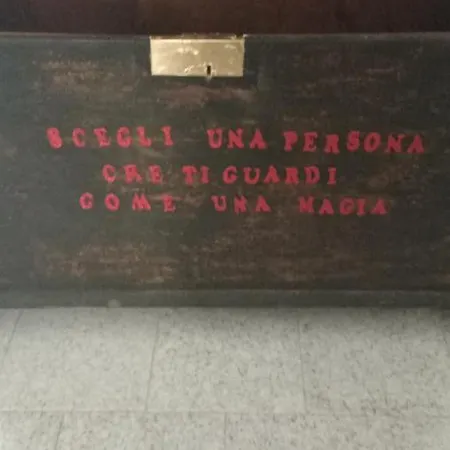 SCEGLI UNA PERSONA
CHE TI GUARDI
COME UNA MAGIA